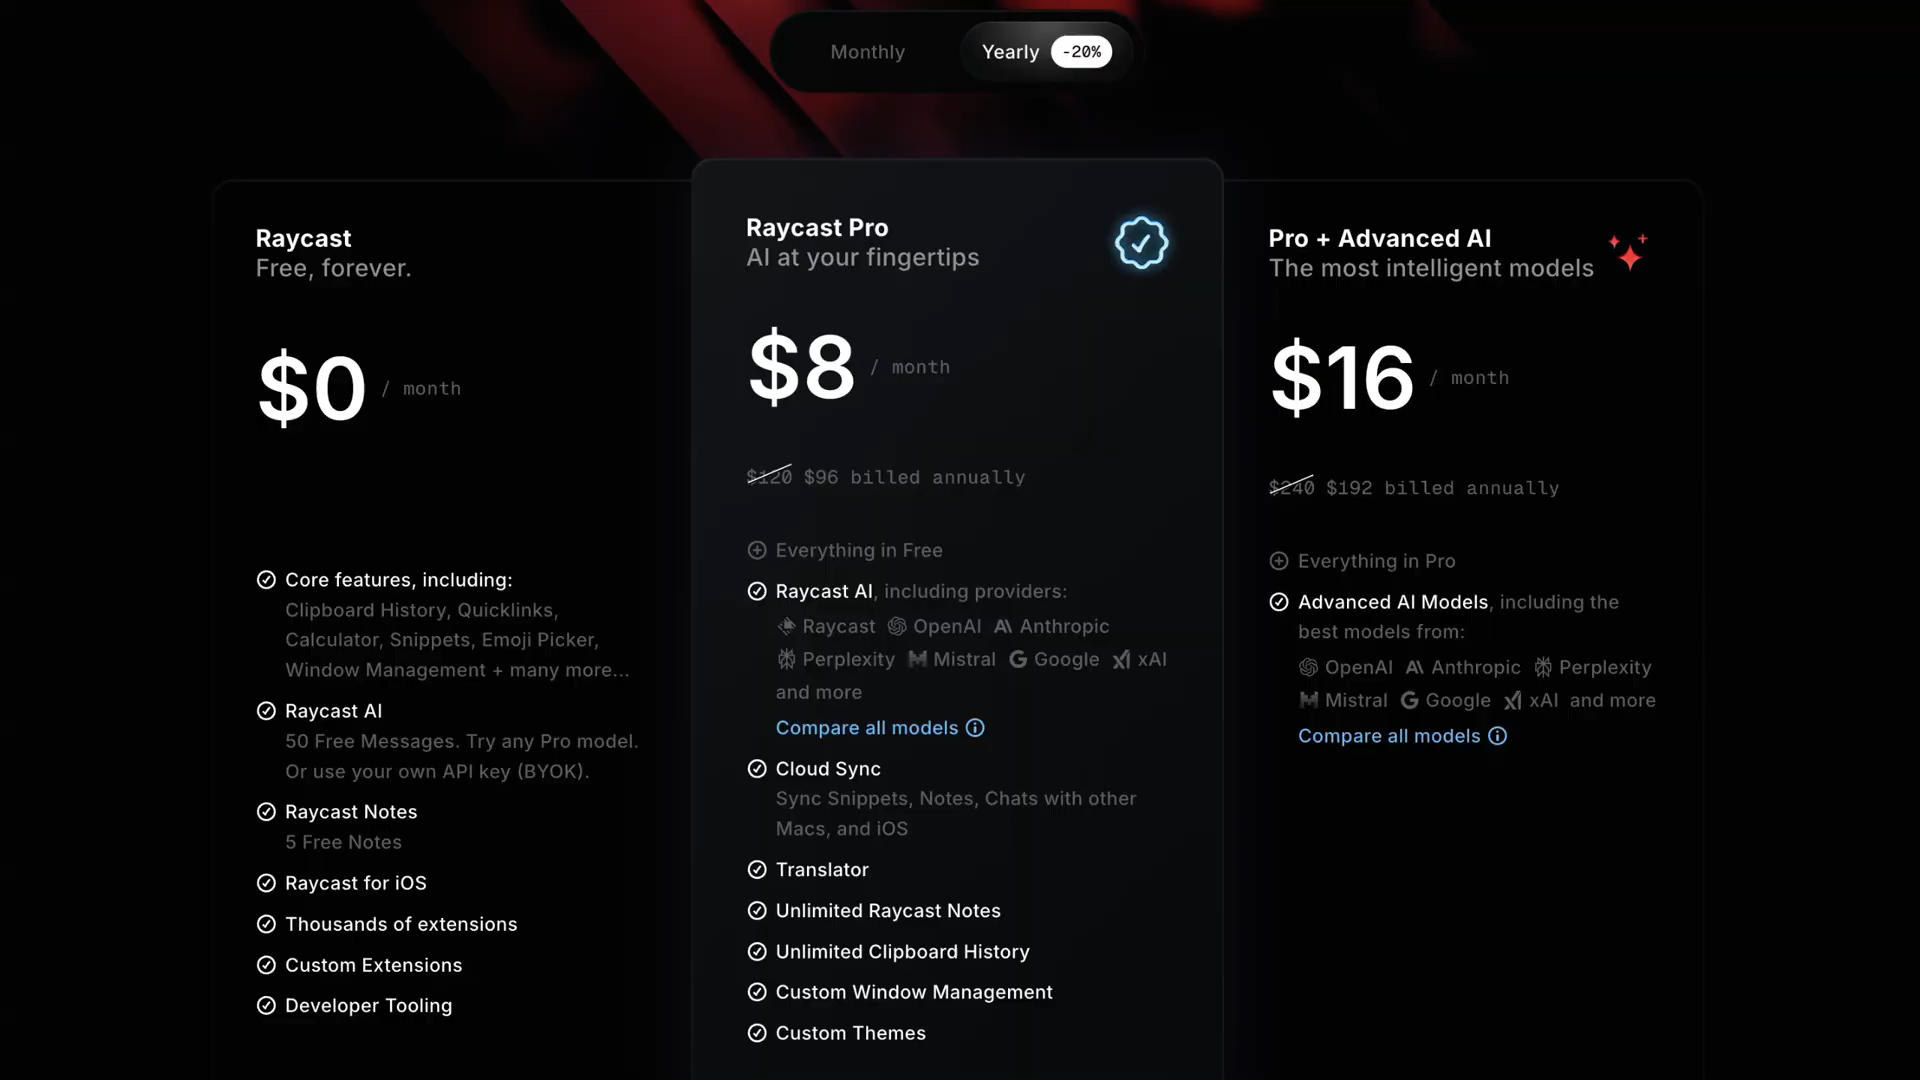 Monthly
Yearly -20%
Raycast
Free, forever.
$0 / month
Core features, including:
Clipboard History, Quicklinks,
Calculator, Snippets, Emoji Picker,
Window Management + many more...
Raycast AI
50 Free Messages. Try any Pro model.
Or use your own API key (BYOK).
Raycast Notes
5 Free Notes
Raycast for iOS
Thousands of extensions
Custom Extensions
Developer Tooling
Raycast Pro
AI at your fingertips
$8 / month
$120 $96 billed annually
Everything in Free
Raycast AI, including providers:
Raycast OpenAI Anthropic
Perplexity Mistral Google xAI
and more
Compare all models
Cloud Sync
Sync Snippets, Notes, Chats with other
Macs, and iOS
Translator
Unlimited Raycast Notes
Unlimited Clipboard History
Custom Window Management
Custom Themes
Pro + Advanced AI
The most intelligent models
$16 / month
$240 $192 billed annually
Everything in Pro
Advanced AI Models, including the
best models from:
OpenAI Anthropic Perplexity
Mistral Google xAI and more
Compare all models